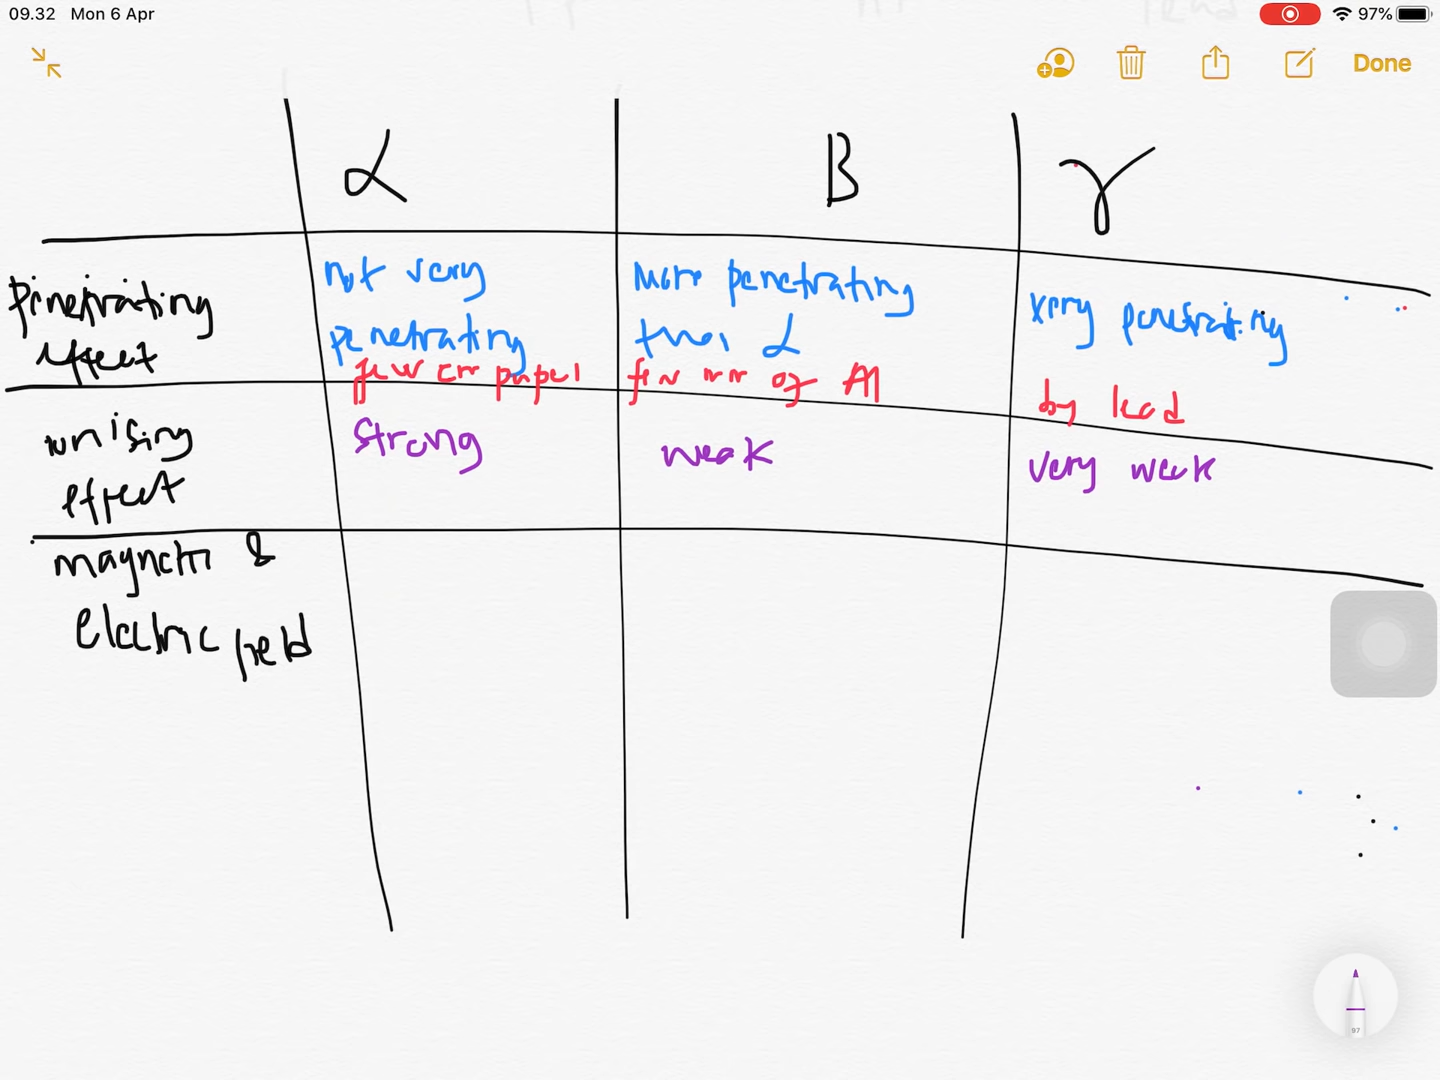 09.32 Mon 6 Apr
97%
Done
α B γ
penetrating effect
not very penetrating
few cm paper
more penetrating than α
few mm of Al
very penetrating
by lead
ionising effect
strong
weak
very weak
magnetic &
electric field
97